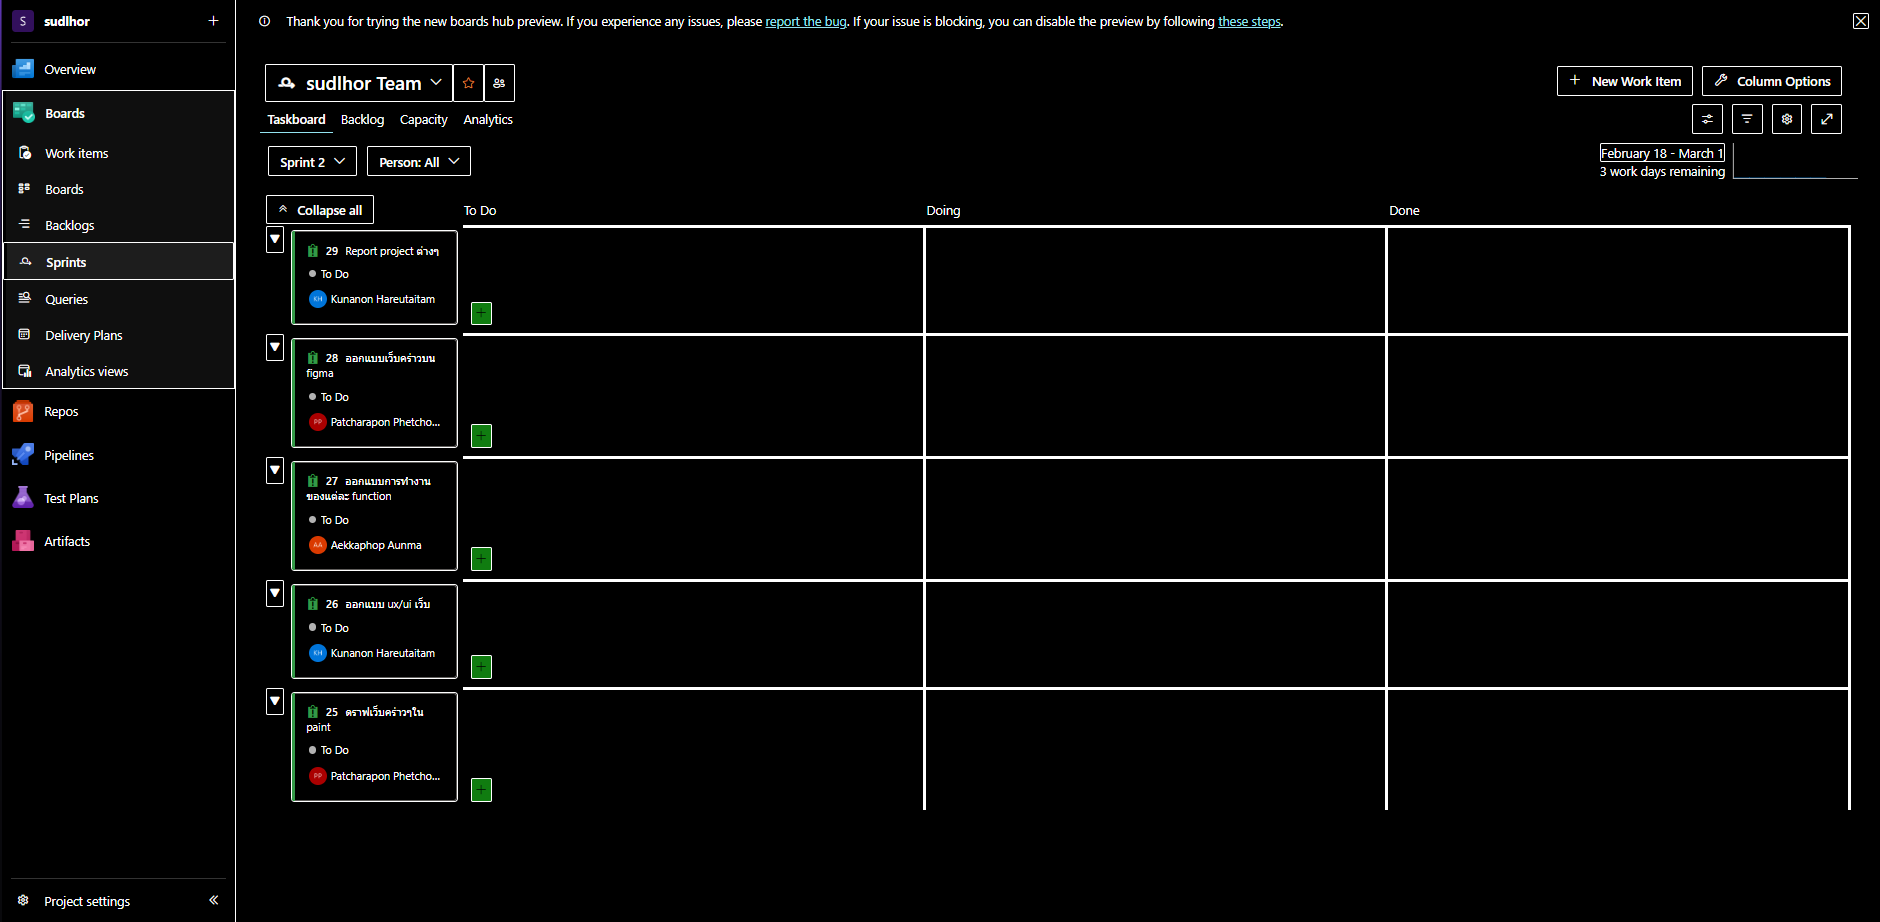 S sudlhor
Thank you for trying the new boards hub preview. If you experience any issues, please report the bug. If your issue is blocking, you can disable the preview by following these steps.
Overview
Boards
Work items
Boards
Backlogs
Sprints
Queries
Delivery Plans
Analytics views
Repos
Pipelines
Test Plans
Artifacts
Project settings
sudlhor Team
New Work Item
Column Options
Taskboard
Backlog
Capacity
Analytics
Sprint 2
Person: All
February 18 - March 1
3 work days remaining
Collapse all
To Do
Doing
Done
29 Report project ต่างๆ
To Do
KH Kunanon Hareutaitam
28 ออกแบบเว็บคร่าวบน
figma
To Do
PP Patcharapon Phetcho...
27 ออกแบบการทำงาน
ของแต่ละ function
To Do
AA Aekkaphop Aunma
26 ออกแบบ ux/ui เว็บ
To Do
KH Kunanon Hareutaitam
25 ดราฟเว็บคร่าวๆใน
paint
To Do
PP Patcharapon Phetcho...